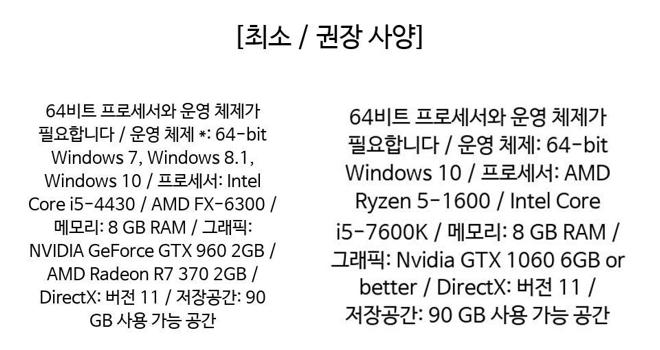 [최소 / 권장 사양]
64비트 프로세서와 운영 체제가
필요합니다 / 운영 체제 *: 64-bit
Windows 7, Windows 8.1,
Windows 10 / 프로세서: Intel
Core i5-4430 / AMD FX-6300 /
메모리: 8 GB RAM / 그래픽:
NVIDIA GeForce GTX 960 2GB /
AMD Radeon R7 370 2GB /
DirectX: 버전 11 / 저장공간: 90
GB 사용 가능 공간
64비트 프로세서와 운영 체제가
필요합니다 / 운영 체제: 64-bit
Windows 10 / 프로세서: AMD
Ryzen 5-1600 / Intel Core
i5-7600K / 메모리: 8 GB RAM /
그래픽: Nvidia GTX 1060 6GB or
better / DirectX: 버전 11 /
저장공간: 90 GB 사용 가능 공간